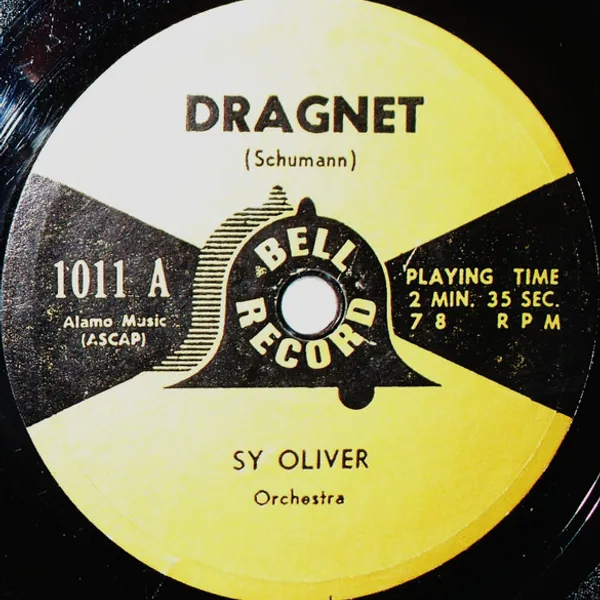 DRAGNET
(Schumann)
BELL
RECORD
1011 A
Alamo Music
(ASCAP)
PLAYING TIME
2 MIN. 35 SEC.
78 RPM
SY OLIVER
Orchestra